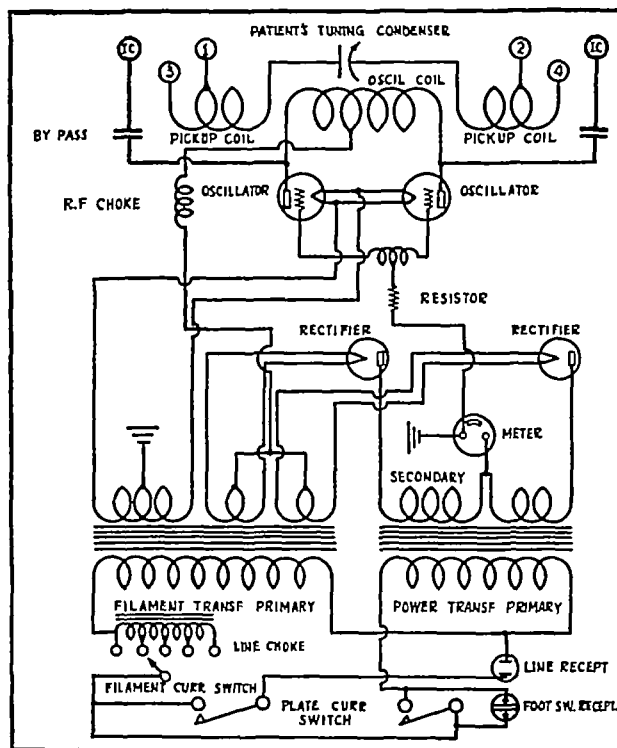 PATIENT'S TUNING CONDENSER
IC
1
2
IC
3
4
OSCIL COIL
PICKUP COIL
PICKUP COIL
BY PASS
OSCILLATOR
OSCILLATOR
R.F CHOKE
RESISTOR
RECTIFIER
RECTIFIER
METER
SECONDARY
FILAMENT TRANSF PRIMARY
POWER TRANSF PRIMARY
LINE CHOKE
LINE RECEPT
FILAMENT CURR SWITCH
PLATE CURR
SWITCH
FOOT SW. RECEPT.